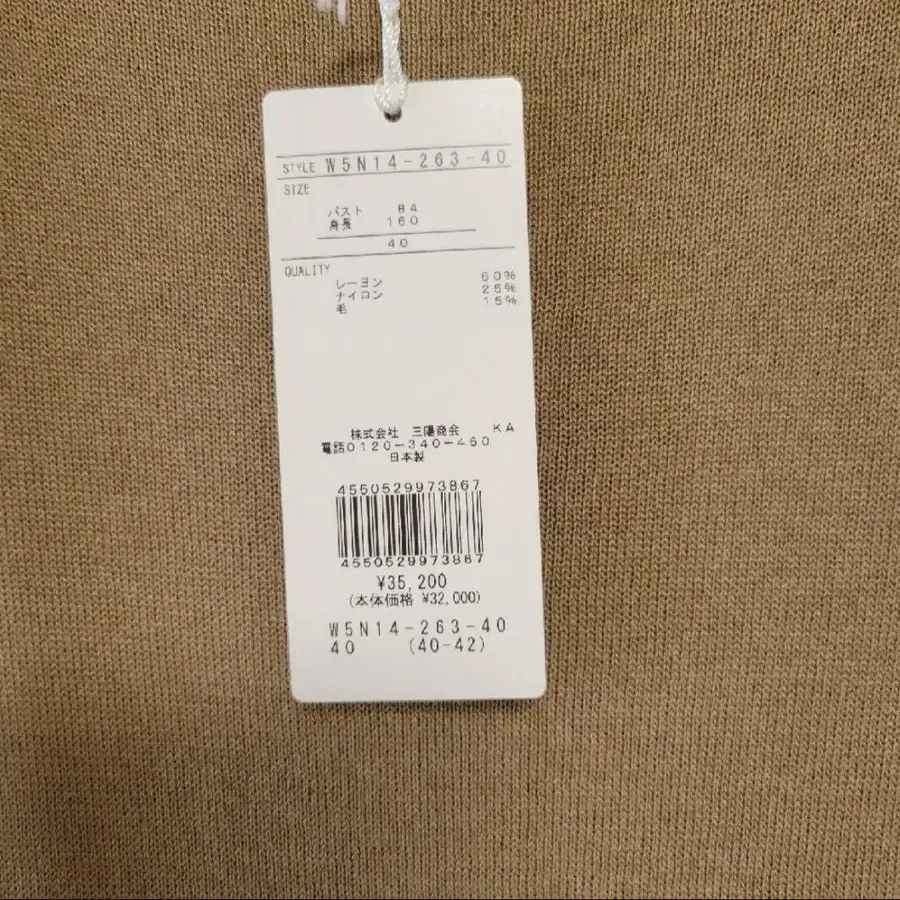 STYLE W5N14-263-40
SIZE
バスト 84
身長 160
40
QUALITY
レーヨン 60%
ナイロン 25%
毛 15%
株式会社 三陽商会 KA
電話0120-340-460
日本製
4550529973867
4550529973867
¥35,200
(本体価格 ¥32,000)
W5N14-263-40
40 (40-42)